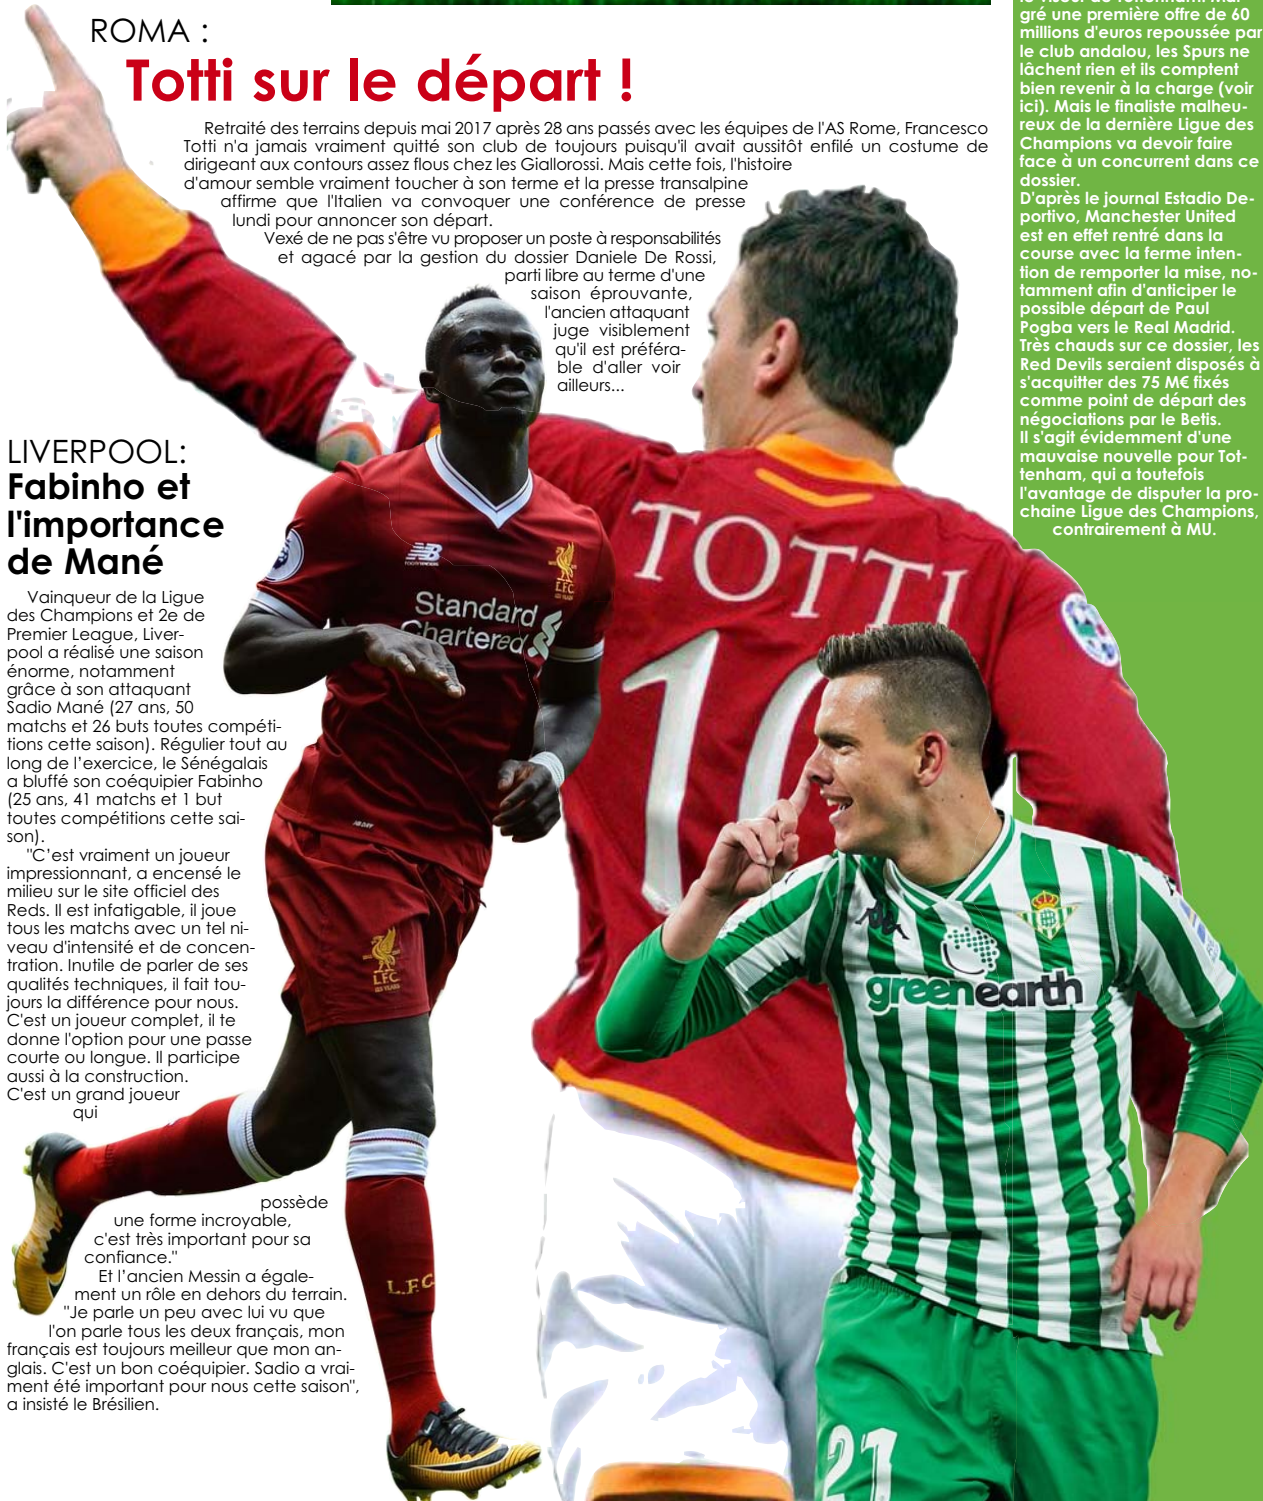 ROMA :
Totti sur le départ !
Retraité des terrains depuis mai 2017 après 28 ans passés avec les équipes de l'AS Rome, Francesco
Totti n'a jamais vraiment quitté son club de toujours puisqu'il avait aussitôt enfilé un costume de
dirigeant aux contours assez flous chez les Giallorossi. Mais cette fois, l'histoire
d'amour semble vraiment toucher à son terme et la presse transalpine
affirme que l'Italien va convoquer une conférence de presse
lundi pour annoncer son départ.
Vexé de ne pas s'être vu proposer un poste à responsabilités
et agacé par la gestion du dossier Daniele De Rossi,
parti libre au terme d'une
saison éprouvante,
l'ancien attaquant
juge visiblement
qu'il est préféra-
ble d'aller voir
ailleurs...
LIVERPOOL:
Fabinho et
l'importance
de Mané
Vainqueur de la Ligue
des Champions et 2e de
Premier League, Liver-
pool a réalisé une saison
énorme, notamment
grâce à son attaquant
Sadio Mané (27 ans, 50
matchs et 26 buts toutes compéti-
tions cette saison). Régulier tout au
long de l'exercice, le Sénégalais
a bluffé son coéquipier Fabinho
(25 ans, 41 matchs et 1 but
toutes compétitions cette sai-
son).
"C'est vraiment un joueur
impressionnant, a encensé le
milieu sur le site officiel des
Reds. Il est infatigable, il joue
tous les matchs avec un tel ni-
veau d'intensité et de concen-
tration. Inutile de parler de ses
qualités techniques, il fait tou-
jours la différence pour nous.
C'est un joueur complet, il te
donne l'option pour une passe
courte ou longue. Il participe
aussi à la construction.
C'est un grand joueur
qui
possède
une forme incroyable,
c'est très important pour sa
confiance."
Et l'ancien Messin a égale-
ment un rôle en dehors du terrain.
"Je parle un peu avec lui vu que
l'on parle tous les deux français, mon
français est toujours meilleur que mon an-
glais. C'est un bon coéquipier. Sadio a vrai-
ment été important pour nous cette saison",
a insisté le Brésilien.
gré une première offre de 60
millions d'euros repoussée par
le club andalou, les Spurs ne
lâchent rien et ils comptent
bien revenir à la charge (voir
ici). Mais le finaliste malheu-
reux de la dernière Ligue des
Champions va devoir faire
face à un concurrent dans ce
dossier.
D'après le journal Estadio De-
portivo, Manchester United
est en effet rentré dans la
course avec la ferme inten-
tion de remporter la mise, no-
tamment afin d'anticiper le
possible départ de Paul
Pogba vers le Real Madrid.
Très chauds sur ce dossier, les
Red Devils seraient disposés à
s'acquitter des 75 M€ fixés
comme point de départ des
négociations par le Betis.
Il s'agit évidemment d'une
mauvaise nouvelle pour Tot-
tenham, qui a toutefois
l'avantage de disputer la pro-
chaine Ligue des Champions,
contrairement à MU.
TOTTI
10
NB
L.F.C.
Standard
Chartered
L.F.C.
L.F.C
greenearth
21